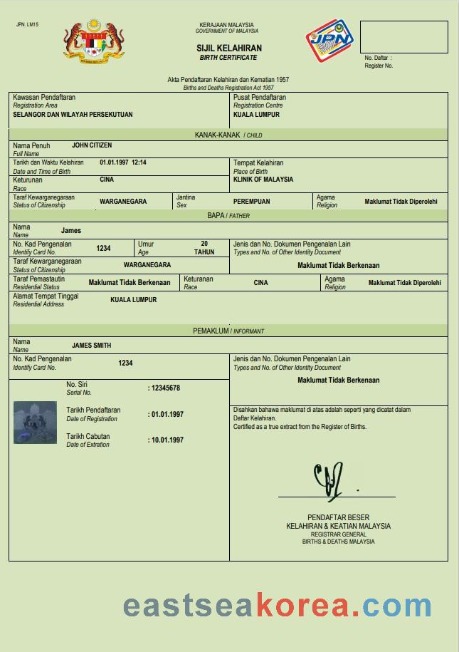 JPN. LM15
KERAJAAN MALAYSIA
GOVERNMENT OF MALAYSIA
SIJIL KELAHIRAN
BIRTH CERTIFICATE
JPN
No. Daftar :
Register No.
Akta Pendaftaran Kelahiran dan Kematian 1957
Births and Deaths Registration Act 1957
Kawasan Pendaftaran
Registration Area
SELANGOR DAN WILAYAH PERSEKUTUAN
Pusat Pendaftaran
Registration Centre
KUALA LUMPUR
KANAK-KANAK / CHILD
Nama Penuh JOHN CITIZEN
Full Name
Tarikh dan Waktu Kelahiran 01.01.1997 12:14
Date and Time of Birth
Tempat Kelahiran
Place of Birth
Keturunan CINA
Race
KLINIK OF MALAYSIA
Taraf Kewarganegaraan WARGANEGARA
Status of Citizenship
Jantina PEREMPUAN
Sex
Agama Maklumat Tidak Diperolehi
Religion
BAPA / FATHER
Nama James
Name
No. Kad Pengenalan 1234
Identify Card No.
Umur 20
Age TAHUN
Jenis dan No. Dokumen Pengenalan Lain
Types and No. of Other Identity Document
Taraf Kewarganegaraan WARGANEGARA
Status of Citizenship
Maklumat Tidak Berkenaan
Taraf Pemastautin Maklumat Tidak Berkenaan
Residential Status
Keturunan CINA
Race
Agama Maklumat Tidak Diperolehi
Religion
Alamat Tempat Tinggal KUALA LUMPUR
Residential Address
PEMAKLUM / INFORMANT
Nama JAMES SMITH
Name
No. Kad Pengenalan 1234
Identify Card No.
Jenis dan No. Dokumen Pengenalan Lain
Types and No. of Other Identity Document
Maklumat Tidak Berkenaan
No. Siri : 12345678
Serial No.
Tarikh Pendaftaran : 01.01.1997
Date of Registration
Tarikh Cabutan : 10.01.1997
Date of Extration
Disahkan bahawa maklumat di atas adalah seperti yang dicatat dalam
Daftar Kelahiran.
Certified as a true extract from the Register of Births.
PENDAFTAR BESER
KELAHIRAN & KEATIAN MALAYSIA
REGISTRAR GENERAL
BIRTHS & DEATHS MALAYSIA
eastseakorea.com